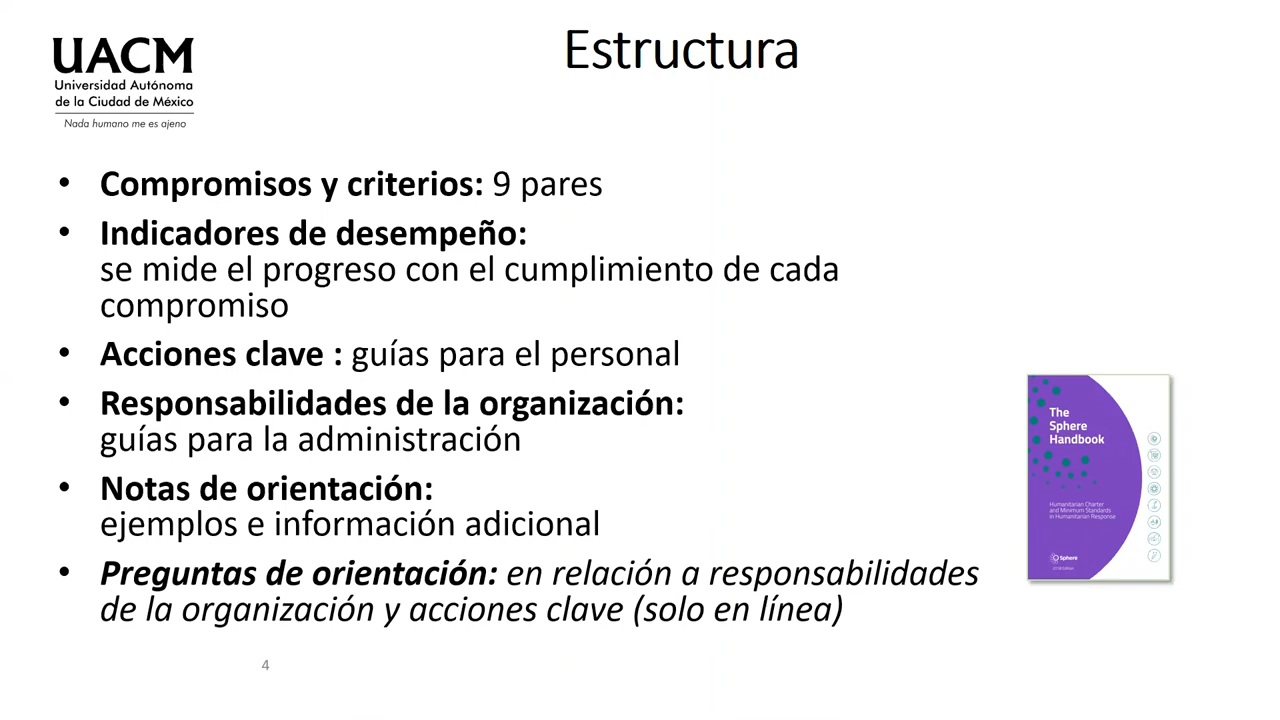 UACM
Universidad Autónoma
de la Ciudad de México
Nada humano me es ajeno
Estructura
• Compromisos y criterios: 9 pares
• Indicadores de desempeño:
se mide el progreso con el cumplimiento de cada
compromiso
• Acciones clave : guías para el personal
• Responsabilidades de la organización:
guías para la administración
• Notas de orientación:
ejemplos e información adicional
• Preguntas de orientación: en relación a responsabilidades
de la organización y acciones clave (solo en línea)
The
Sphere
Handbook
Humanitarian Charter
and Minimum Standards
in Humanitarian Response
Sphere
4